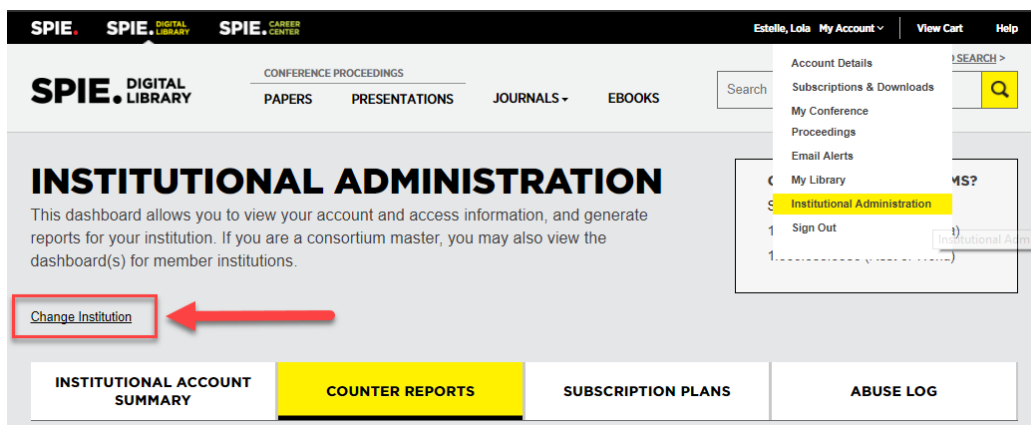 SPIE. SPIE. DIGITAL LIBRARY SPIE. CAREER CENTER Estelle, Lola My Account View Cart Help
SPIE. DIGITAL LIBRARY
CONFERENCE PROCEEDINGS
PAPERS PRESENTATIONS JOURNALS EBOOKS
Search
SEARCH >
Account Details
Subscriptions & Downloads
My Conference
Proceedings
Email Alerts
My Library
Institutional Administration
Sign Out
INSTITUTIONAL ADMINISTRATION
This dashboard allows you to view your account and access information, and generate
reports for your institution. If you are a consortium master, you may also view the
dashboard(s) for member institutions.
Change Institution
INSTITUTIONAL ACCOUNT
SUMMARY
COUNTER REPORTS
SUBSCRIPTION PLANS
ABUSE LOG